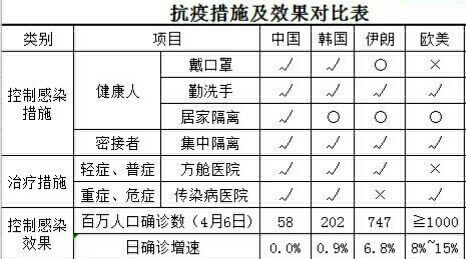 抗疫措施及效果对比表
类别 项目 中国 韩国 伊朗 欧美
控制感染措施 健康人 戴口罩 √ √ ○ ×
勤洗手 √ √ √ √
居家隔离 √ ○ ○ ○
密接者 集中隔离 √ √ √ √
治疗措施 轻症、普症 方舱医院 √ √ √ ×
重症、危症 传染病医院 √ √ × √
控制感染效果 百万人口确诊数（4月6日） 58 202 747 ≧1000
日确诊增速 0.0% 0.9% 6.8% 8%~15%